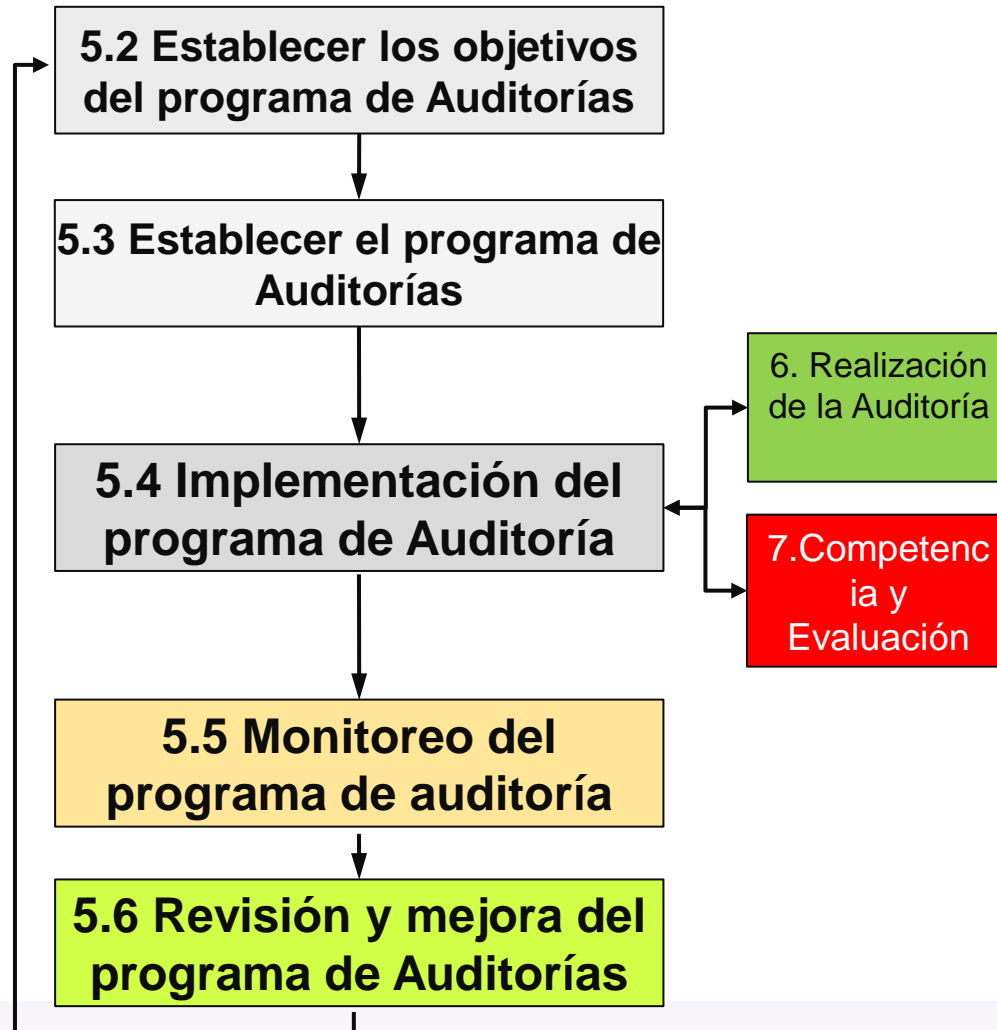 5.2 Establecer los objetivos
del programa de Auditorías
5.3 Establecer el programa de
Auditorías
5.4 Implementación del
programa de Auditoría
6. Realización
de la Auditoría
7.Competenc
ia y
Evaluación
5.5 Monitoreo del
programa de auditoría
5.6 Revisión y mejora del
programa de Auditorías